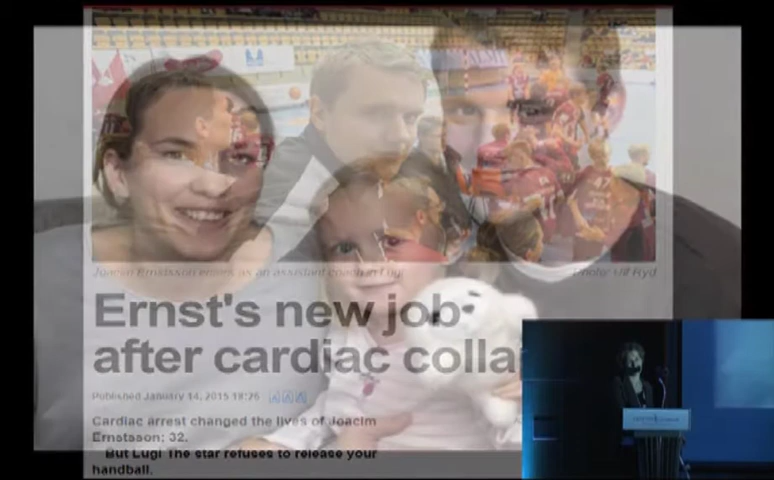 Joacim Ernstsson enters as an assistant coach in Lugi
Photo: Ulf Ryd
Ernst's new job
after cardiac colla
Published January 14, 2015 18:26
Cardiac arrest changed the lives of Joacim
Ernstsson; 32.
But Lugi The star refuses to release your
handball.